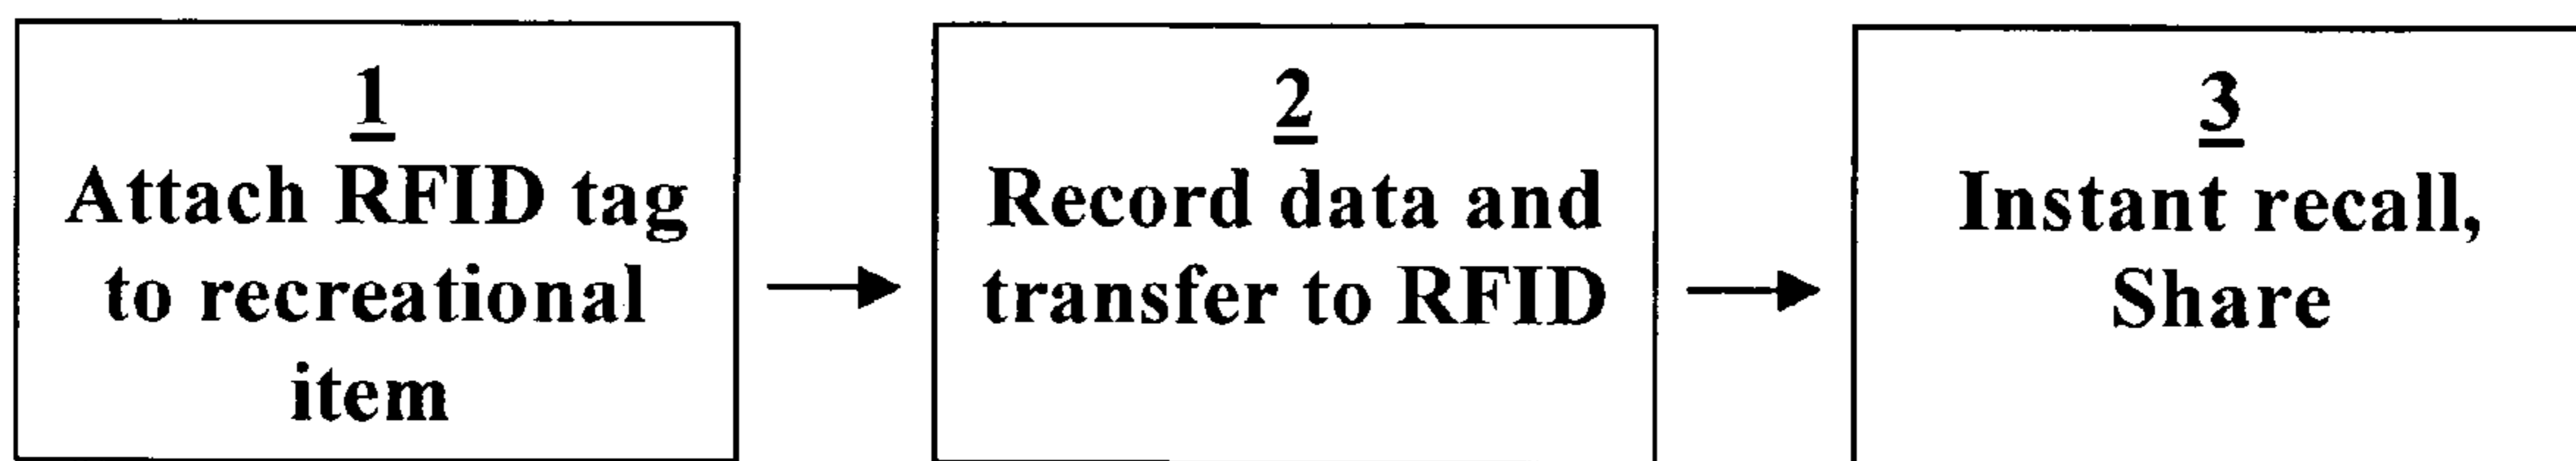 1
Attach RFID tag
to recreational
item
2
Record data and
transfer to RFID
3
Instant recall,
Share